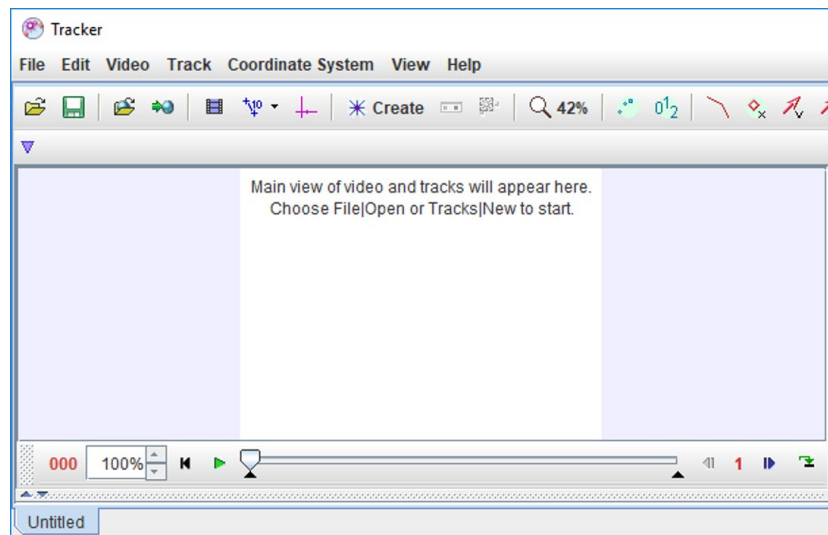 Tracker
File Edit Video Track Coordinate System View Help
Create 42%
Main view of video and tracks will appear here.
Choose File|Open or Tracks|New to start.
000 100% 1
Untitled